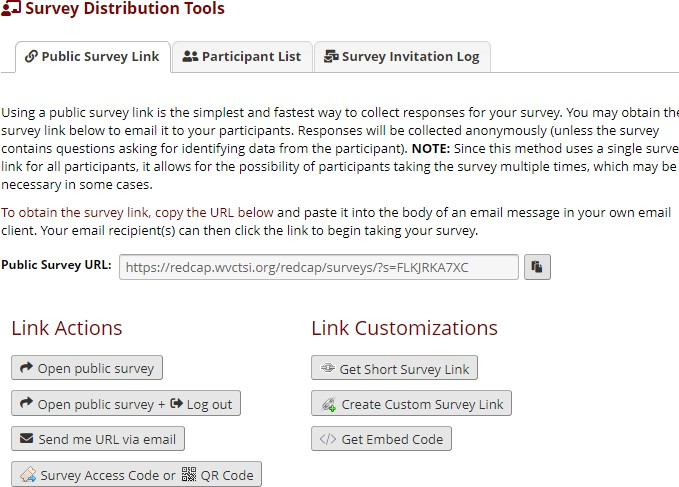 Survey Distribution Tools
Public Survey Link Participant List Survey Invitation Log
Using a public survey link is the simplest and fastest way to collect responses for your survey. You may obtain the
survey link below to email it to your participants. Responses will be collected anonymously (unless the survey
contains questions asking for identifying data from the participant). NOTE: Since this method uses a single surve
link for all participants, it allows for the possibility of participants taking the survey multiple times, which may be
necessary in some cases.
To obtain the survey link, copy the URL below and paste it into the body of an email message in your own email
client. Your email recipient(s) can then click the link to begin taking your survey.
Public Survey URL: https://redcap.wvctsi.org/redcap/surveys/?s=FLKJRKA7XC
Link Actions Link Customizations
Open public survey Get Short Survey Link
Open public survey + Log out Create Custom Survey Link
Send me URL via email </> Get Embed Code
Survey Access Code or QR Code